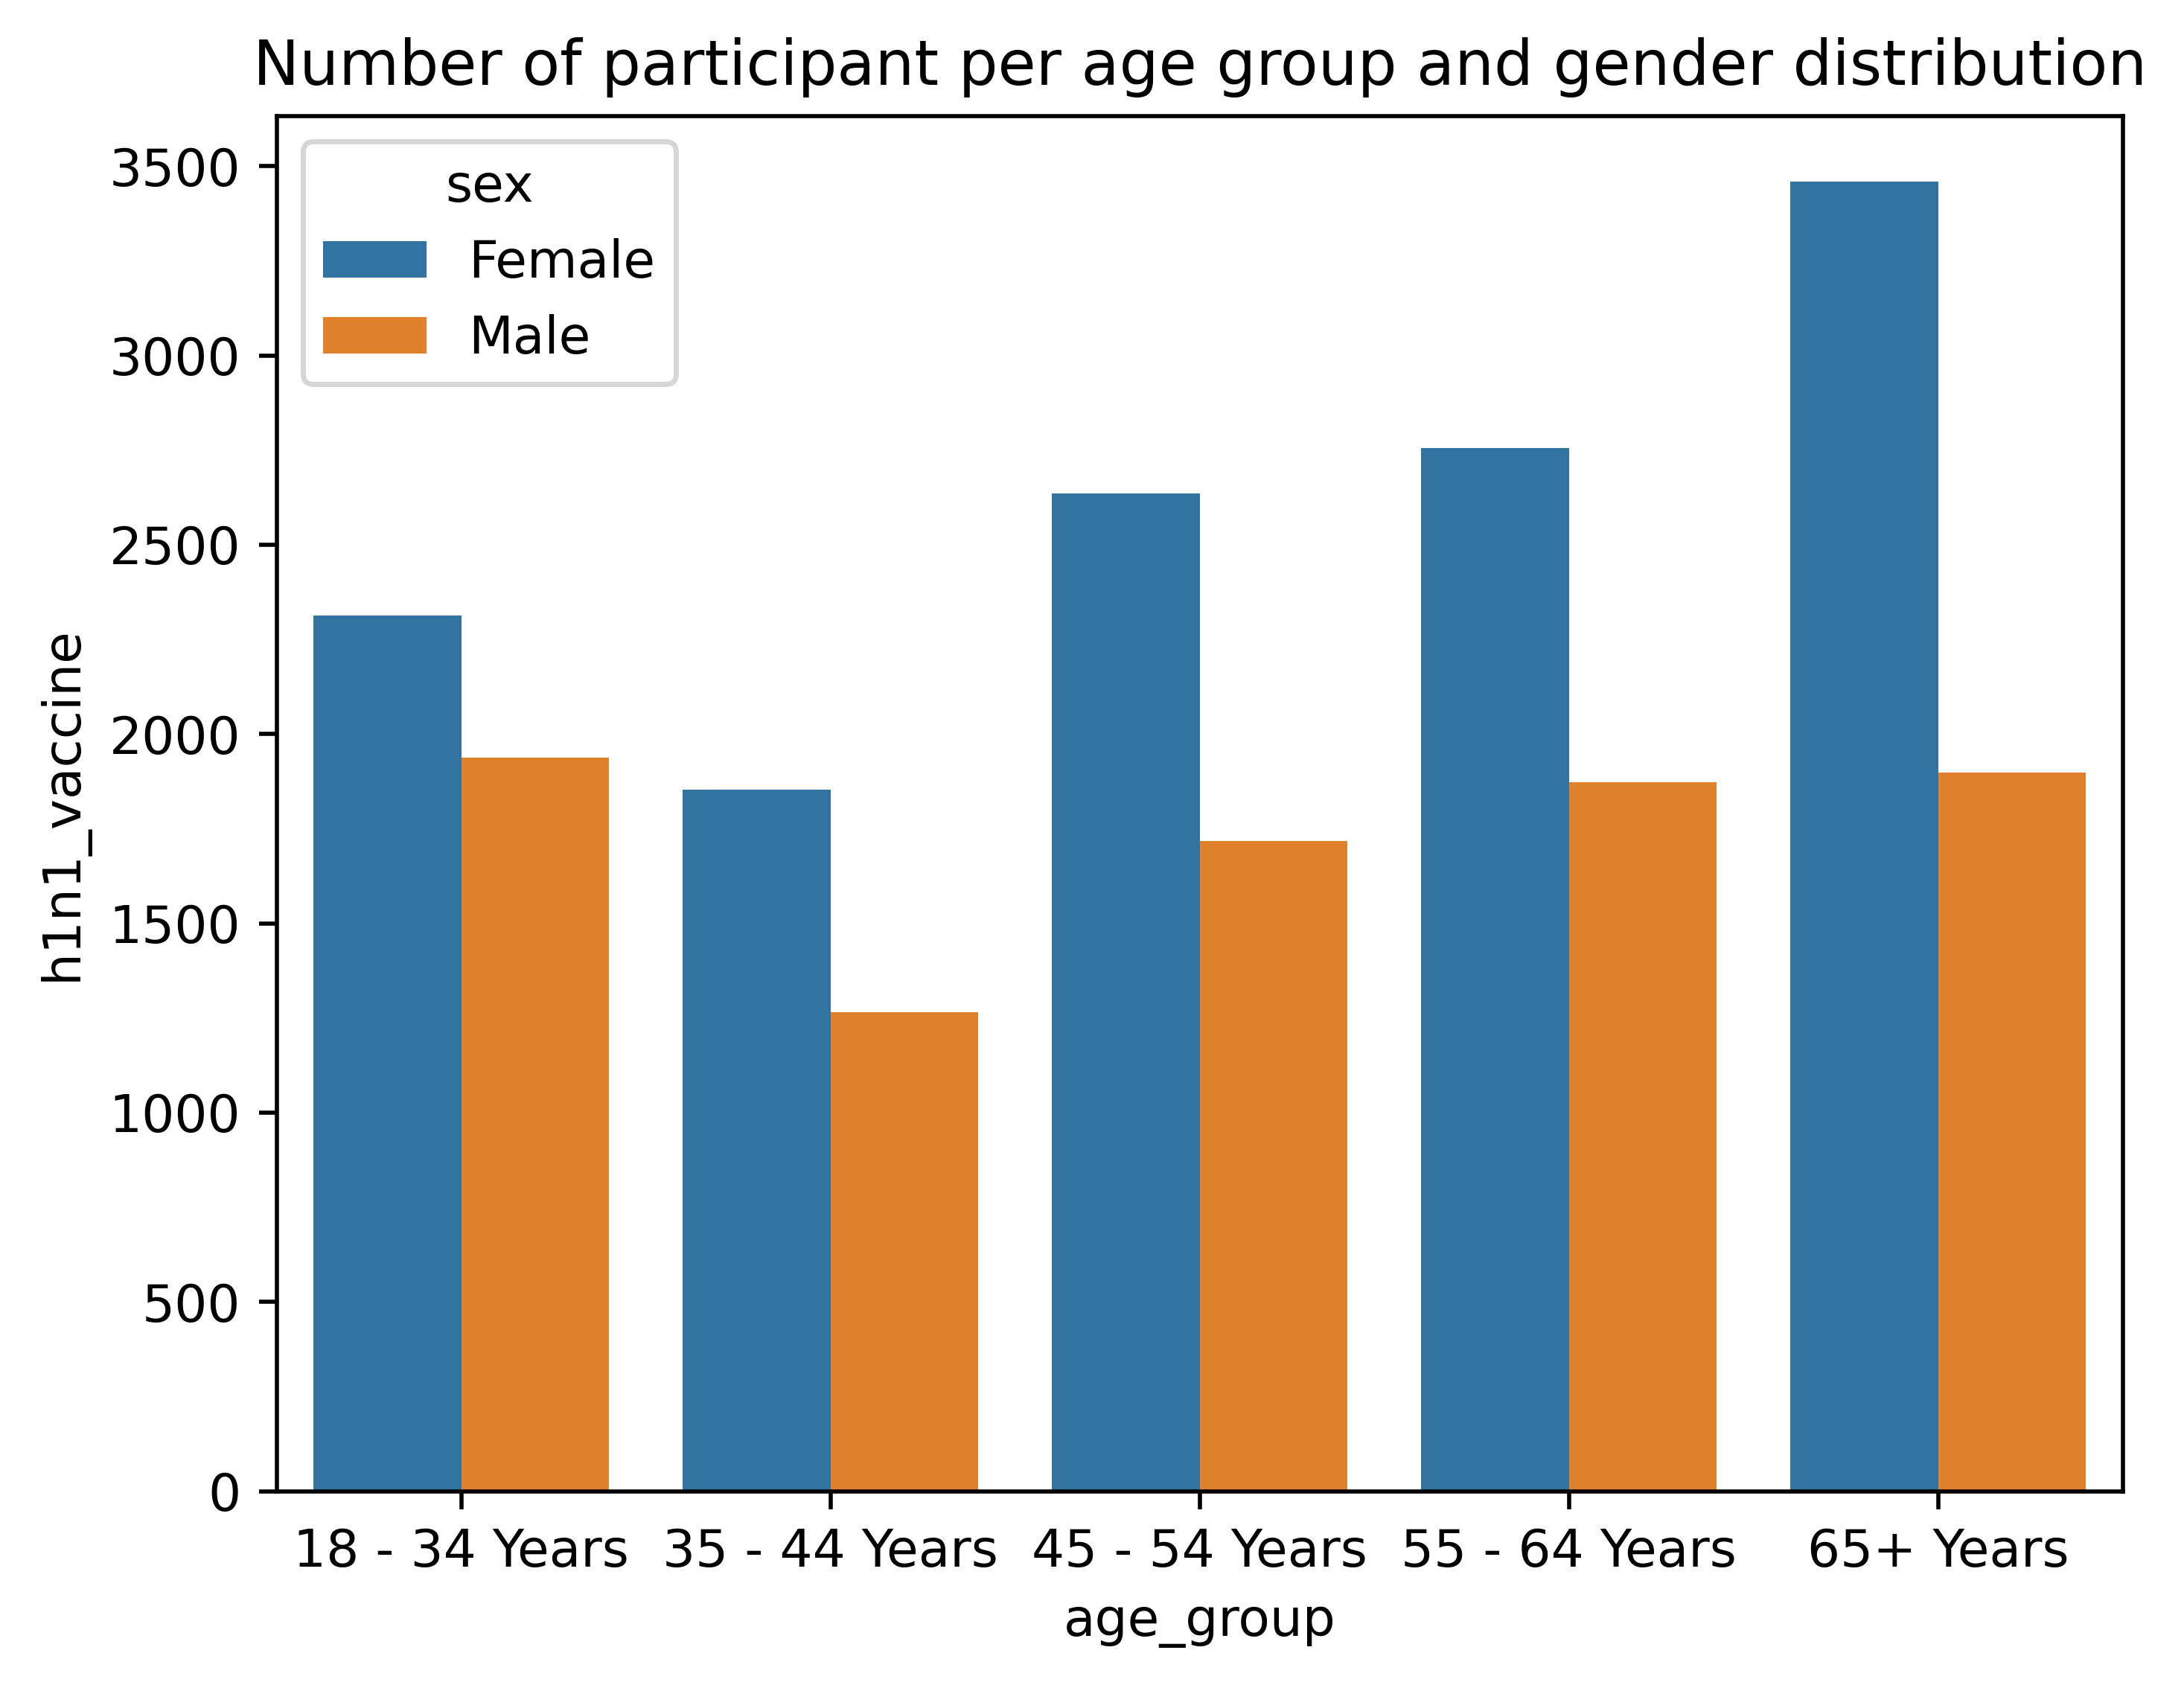 Number of participant per age group and gender distribution
3500
3000
2500
2000
1500
1000
500
0
h1n1_vaccine
sex
Female
Male
18 - 34 Years
35 - 44 Years
45 - 54 Years
55 - 64 Years
65+ Years
age_group